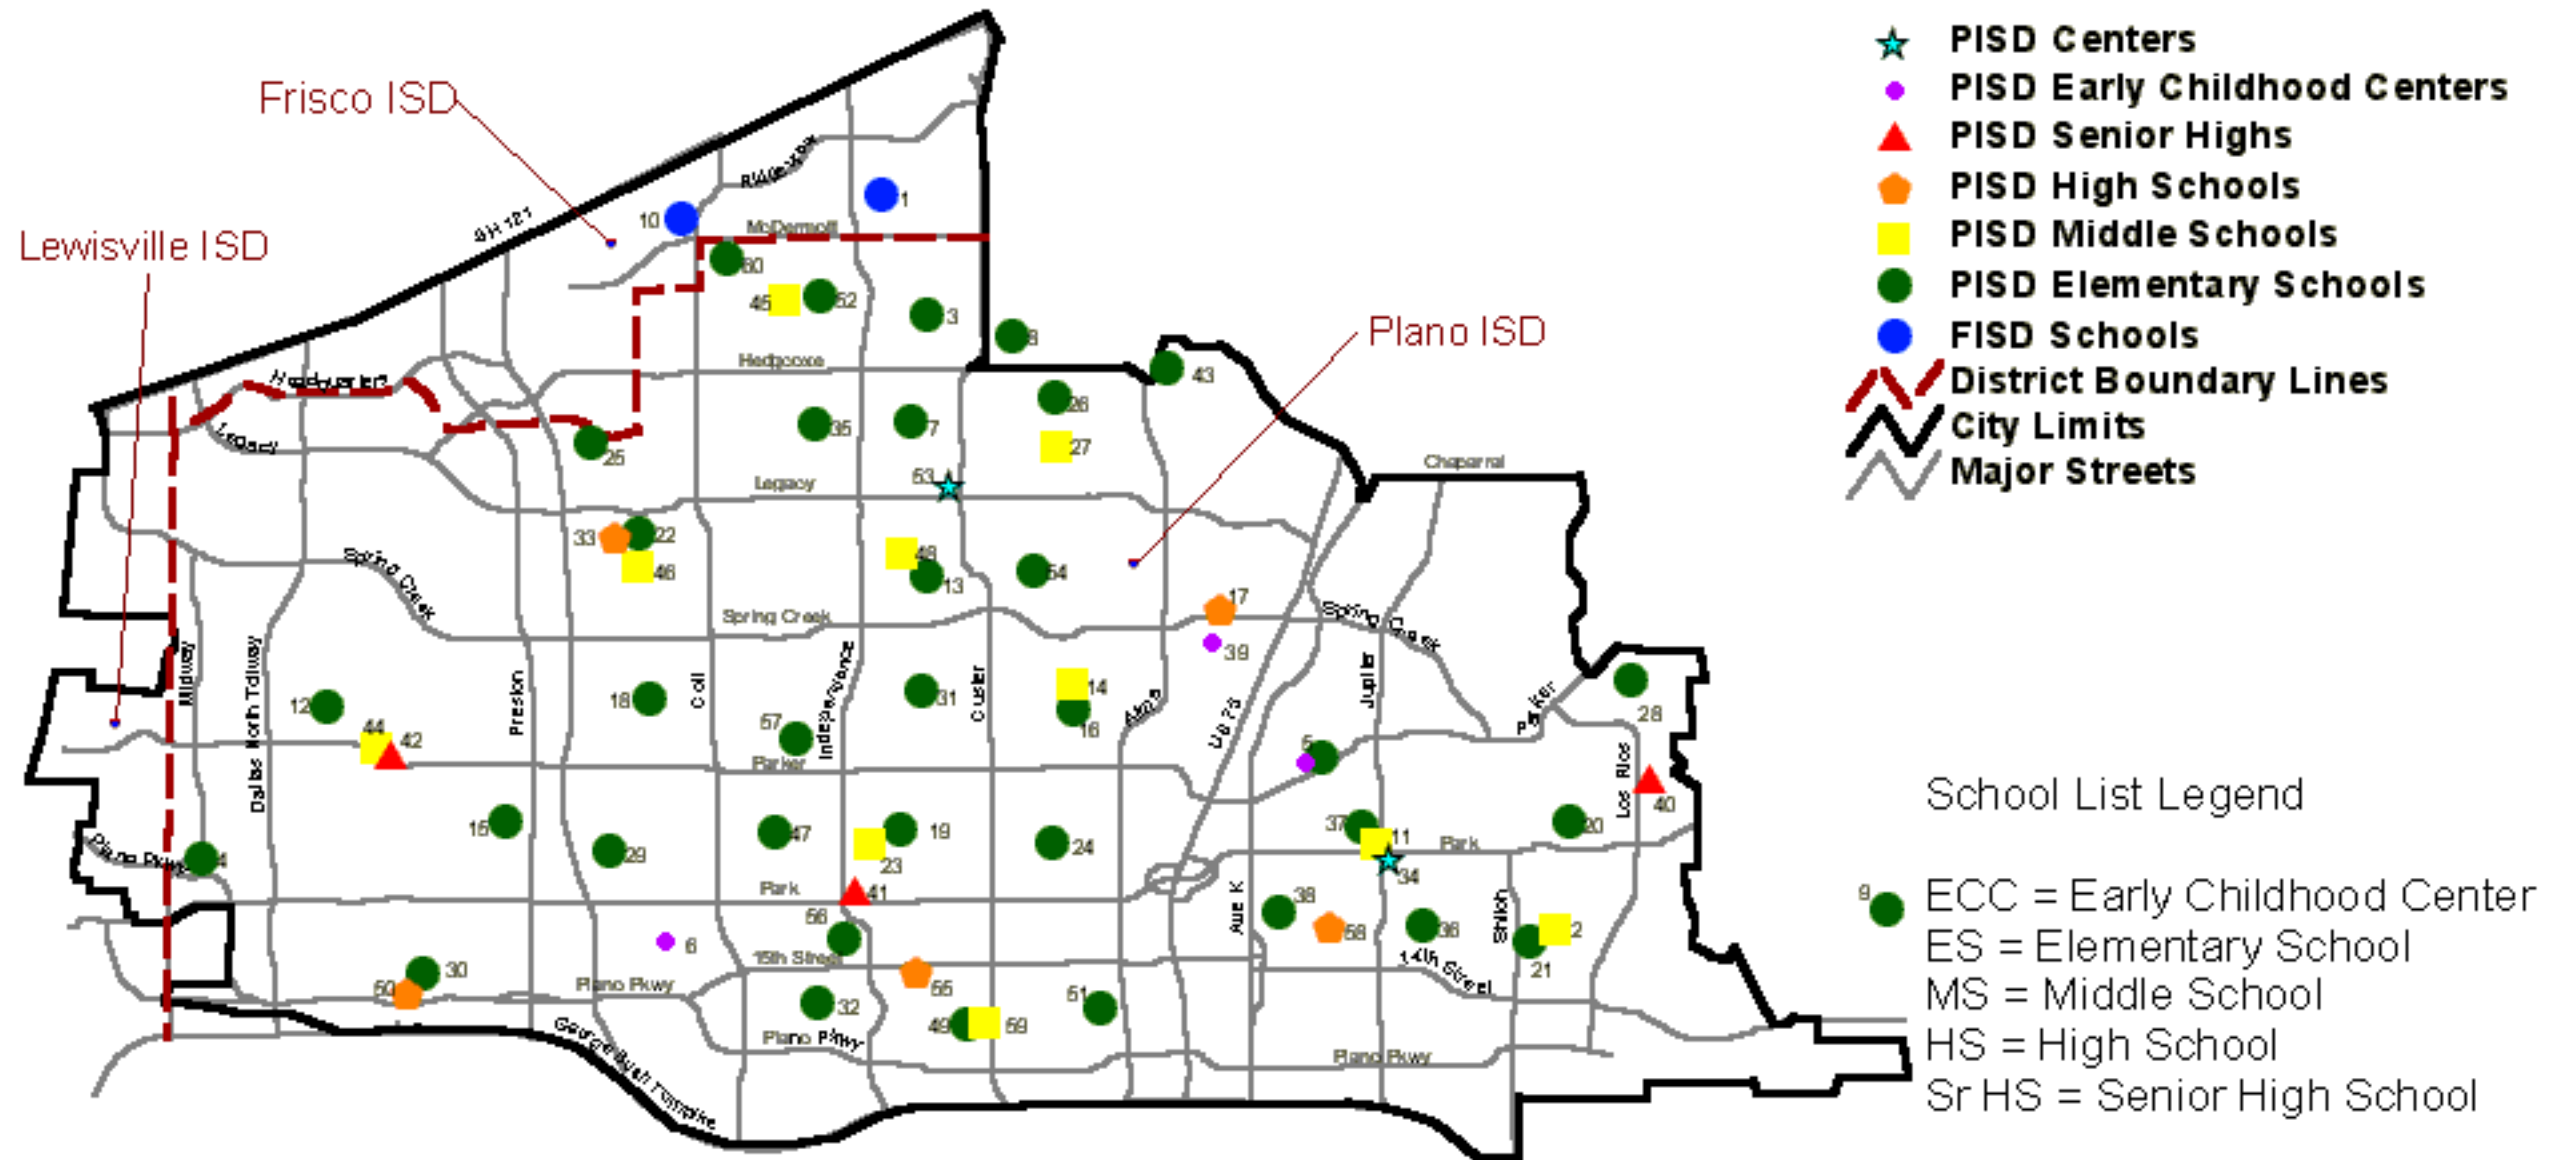 Frisco ISD
Lewisville ISD
Plano ISD
SH 121
Ridgeview
McDermott
Headquarters
Hedgcoxe
Legacy
Legacy
Chaparral
Spring Creek
Spring Creek
Spring Creek
Midway
Dallas North Tollway
Preston
Coit
Independence
Custer
Alma
US 75
Jupiter
Parker
Parker
Los Rios
Plano Pkwy
Park
Park
Ave K
Shiloh
15th Street
14th Street
Plano Pkwy
Plano Pkwy
Plano Pkwy
George Bush Turnpike
10
1
60
45
52
3
8
43
26
27
35
7
25
53
33
22
46
48
13
54
17
39
12
44
42
18
57
31
14
16
5
28
40
4
15
29
47
19
23
24
37
11
34
20
41
56
6
38
58
36
2
21
30
50
32
55
49
59
51
9
PISD Centers
PISD Early Childhood Centers
PISD Senior Highs
PISD High Schools
PISD Middle Schools
PISD Elementary Schools
FISD Schools
District Boundary Lines
City Limits
Major Streets
School List Legend
ECC = Early Childhood Center
ES = Elementary School
MS = Middle School
HS = High School
Sr HS = Senior High School